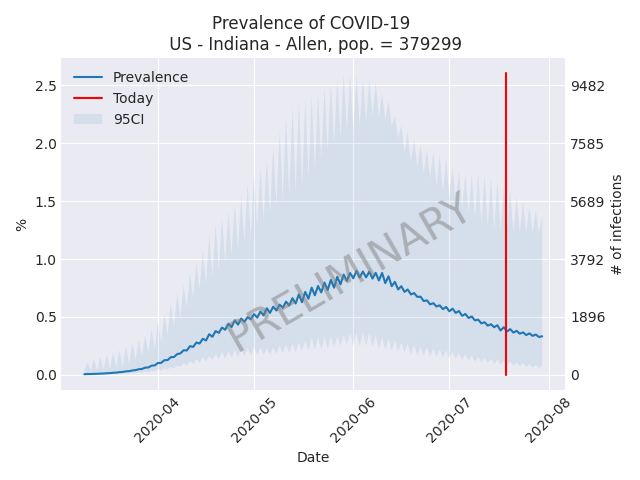 Prevalence of COVID-19
US - Indiana - Allen, pop. = 379299
Prevalence
Today
95CI
PRELIMINARY
%
2.5
2.0
1.5
1.0
0.5
0.0
9482
7585
5689
3792
1896
0
# of infections
2020-04
2020-05
2020-06
2020-07
2020-08
Date